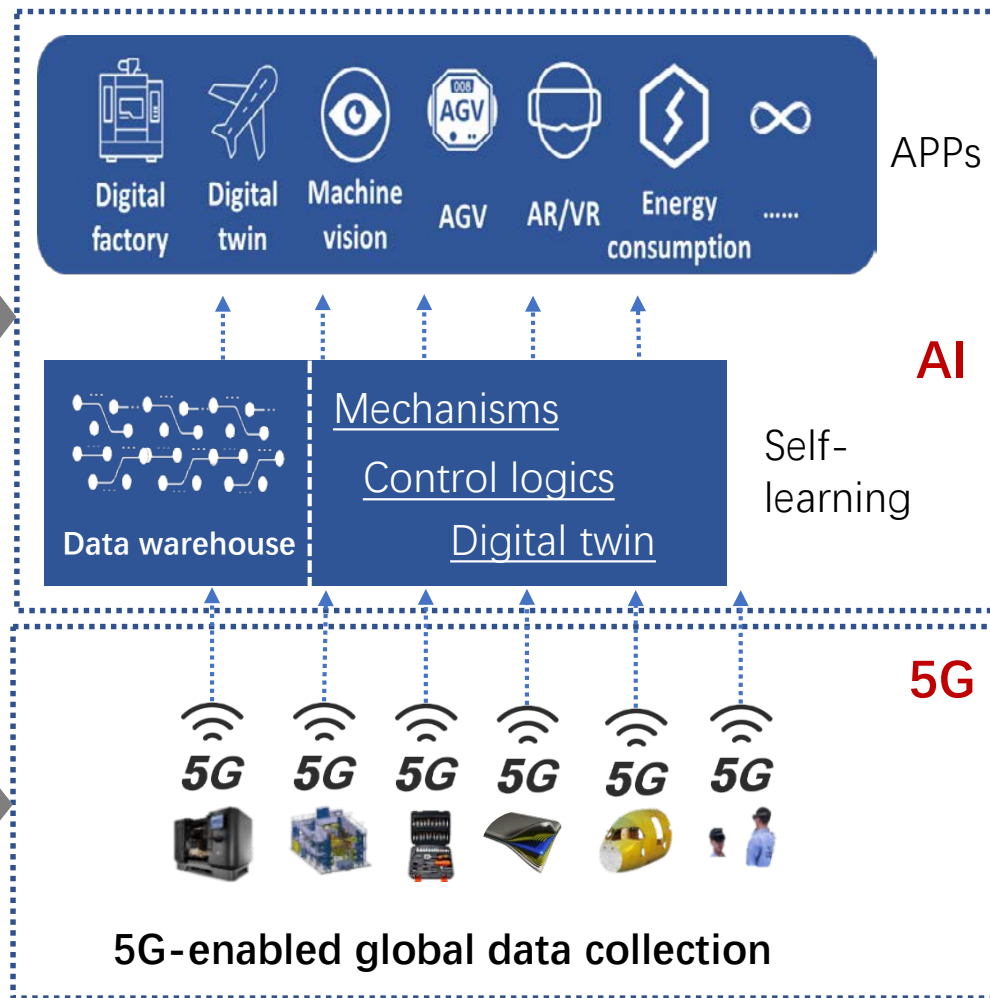 008
AGV
Digital
factory
Digital
twin
Machine
vision
AGV
AR/VR
Energy
consumption
......
APPs
AI
Mechanisms
Control logics
Digital twin
Data warehouse
Self-
learning
5G
5G 5G 5G 5G 5G 5G
5G-enabled global data collection